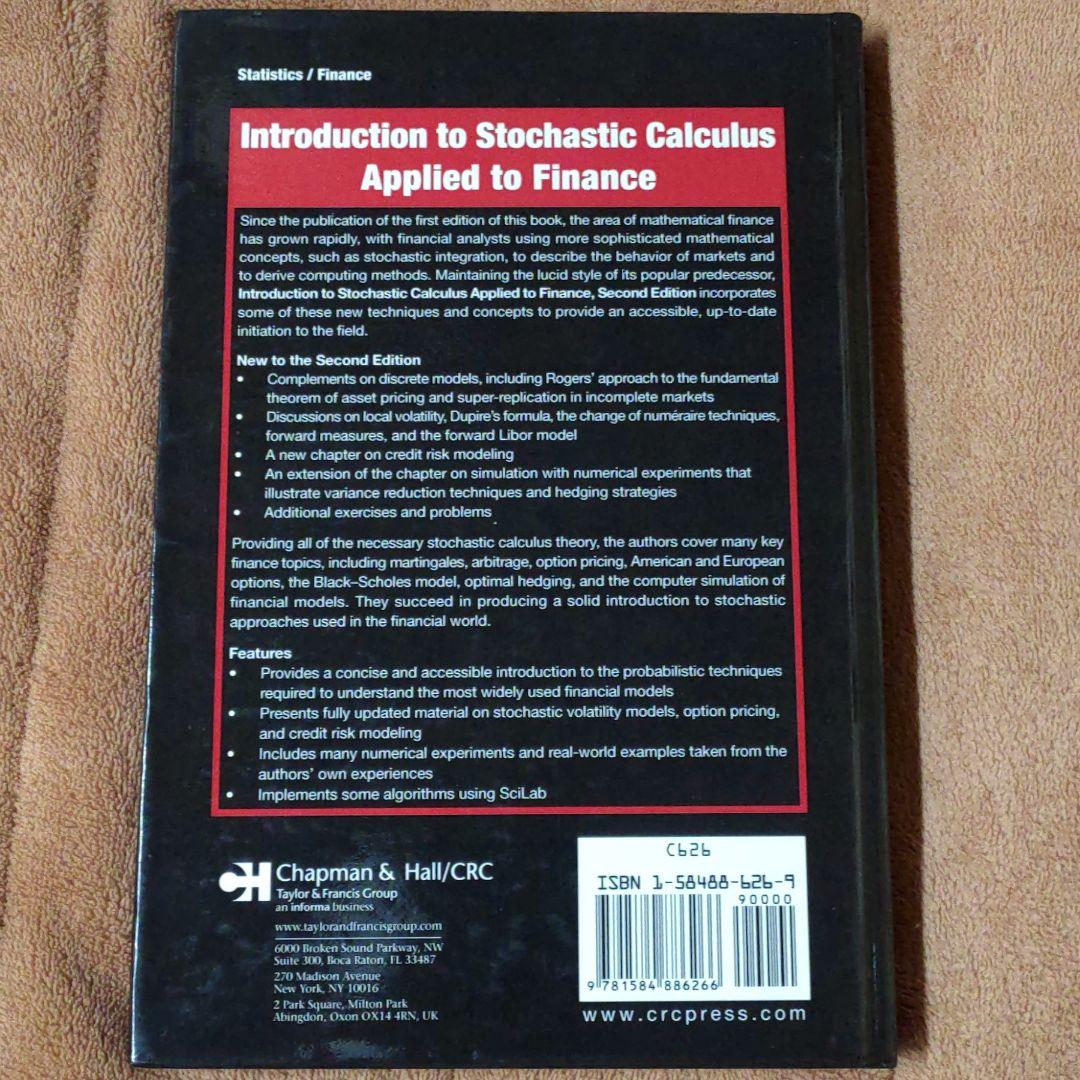 Statistics / Finance
Introduction to Stochastic Calculus
Applied to Finance
Since the publication of the first edition of this book, the area of mathematical finance
has grown rapidly, with financial analysts using more sophisticated mathematical
concepts, such as stochastic integration, to describe the behavior of markets and
to derive computing methods. Maintaining the lucid style of its popular predecessor,
Introduction to Stochastic Calculus Applied to Finance, Second Edition incorporates
some of these new techniques and concepts to provide an accessible, up-to-date
initiation to the field.
New to the Second Edition
• Complements on discrete models, including Rogers' approach to the fundamental
theorem of asset pricing and super-replication in incomplete markets
• Discussions on local volatility, Dupire's formula, the change of numéraire techniques,
forward measures, and the forward Libor model
• A new chapter on credit risk modeling
• An extension of the chapter on simulation with numerical experiments that
illustrate variance reduction techniques and hedging strategies
• Additional exercises and problems
Providing all of the necessary stochastic calculus theory, the authors cover many key
finance topics, including martingales, arbitrage, option pricing, American and European
options, the Black–Scholes model, optimal hedging, and the computer simulation of
financial models. They succeed in producing a solid introduction to stochastic
approaches used in the financial world.
Features
• Provides a concise and accessible introduction to the probabilistic techniques
required to understand the most widely used financial models
• Presents fully updated material on stochastic volatility models, option pricing,
and credit risk modeling
• Includes many numerical experiments and real-world examples taken from the
authors' own experiences
• Implements some algorithms using SciLab
CH Chapman & Hall/CRC
Taylor & Francis Group
an informa business
www.taylorandfrancisgroup.com
6000 Broken Sound Parkway, NW
Suite 300, Boca Raton, FL 33487
270 Madison Avenue
New York, NY 10016
2 Park Square, Milton Park
Abingdon, Oxon OX14 4RN, UK
C626
ISBN 1-58488-626-9
90000
9 781584 886266
www.crcpress.com